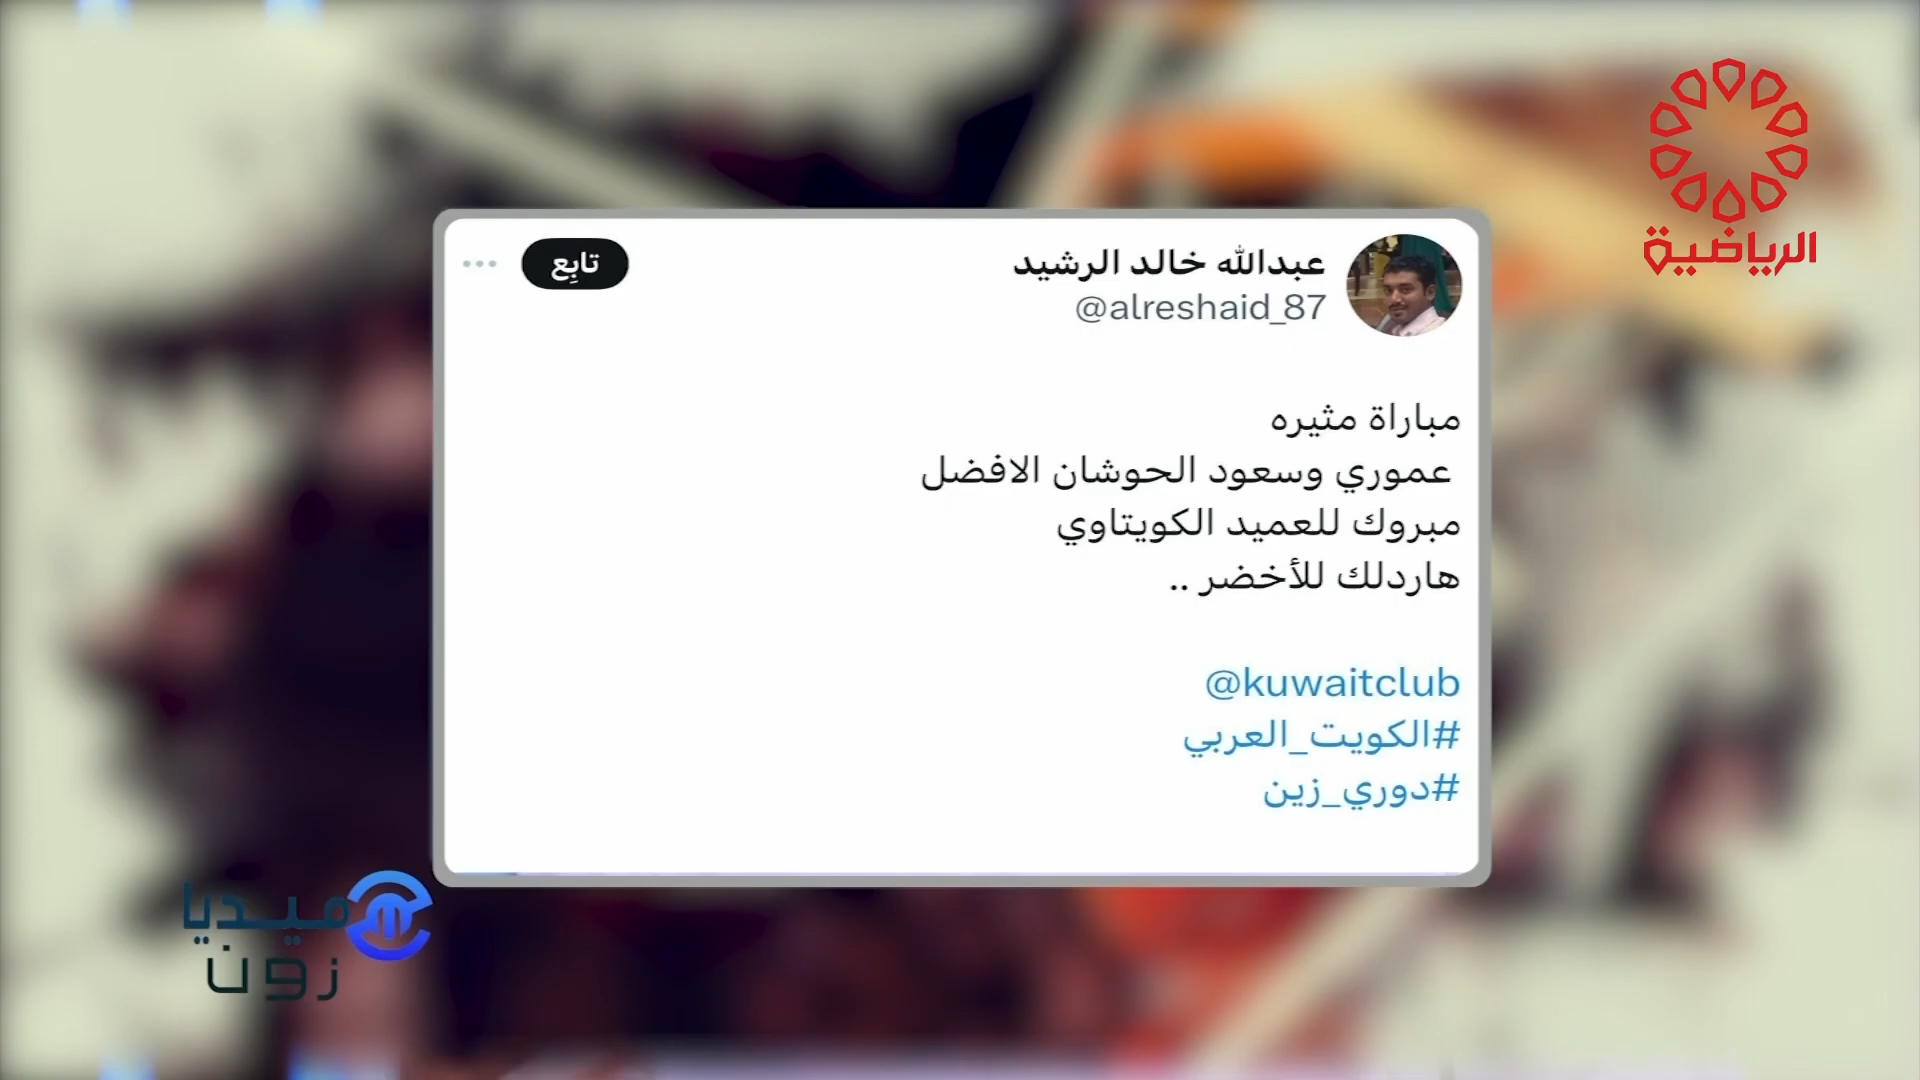 الرياضية
عبدالله خالد الرشيد
@alreshaid_87
تابِع
مباراة مثيره
عموري وسعود الحوشان الافضل
مبروك للعميد الكويتاوي
هاردلك للأخضر ..
@kuwaitclub
#الكويت_العربي
#دوري_زين
ميديا
زون